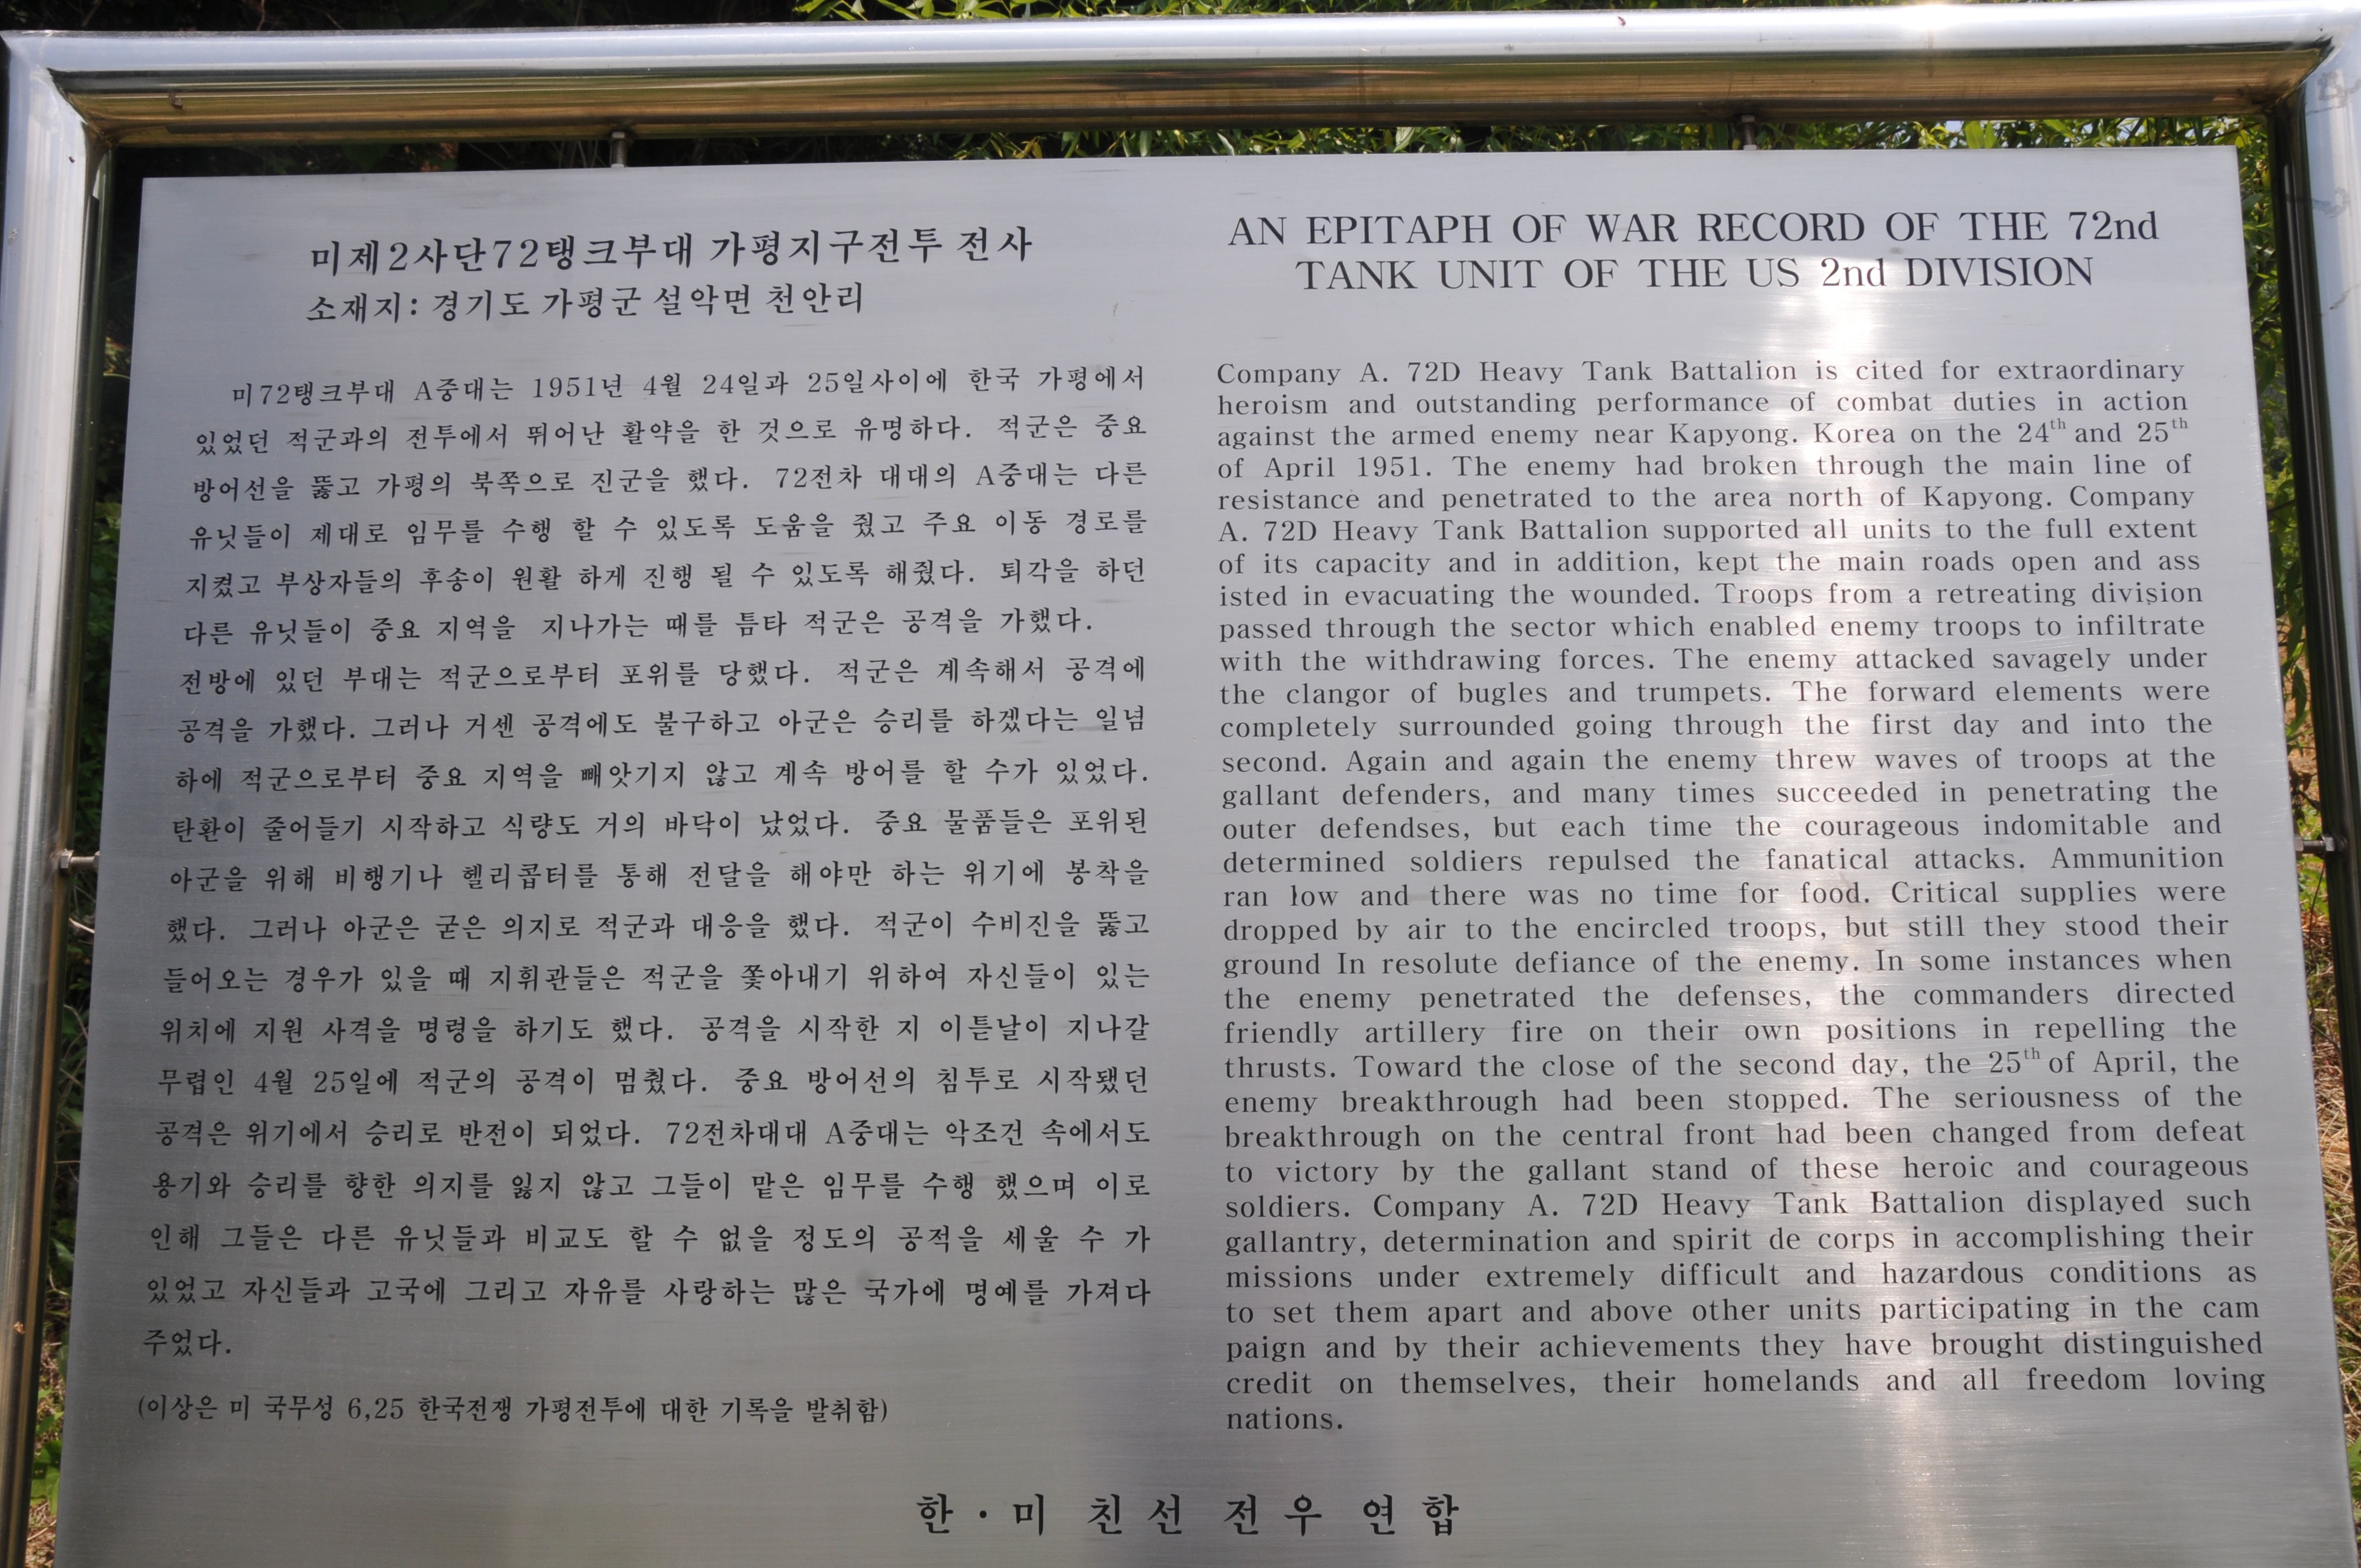 미제2사단72탱크부대 가평지구전투 전사
소재지: 경기도 가평군 설악면 천안리
미72탱크부대 A중대는 1951년 4월 24일과 25일사이에 한국 가평에서
있었던 적군과의 전투에서 뛰어난 활약을 한 것으로 유명하다. 적군은 중요
방어선을 뚫고 가평의 북쪽으로 진군을 했다. 72전차 대대의 A중대는 다른
유닛들이 제대로 임무를 수행 할 수 있도록 도움을 줬고 주요 이동 경로를
지켰고 부상자들의 후송이 원활 하게 진행 될 수 있도록 해줬다. 퇴각을 하던
다른 유닛들이 중요 지역을 지나가는 때를 틈타 적군은 공격을 가했다.
전방에 있던 부대는 적군으로부터 포위를 당했다. 적군은 계속해서 공격에
공격을 가했다. 그러나 거센 공격에도 불구하고 아군은 승리를 하겠다는 일념
하에 적군으로부터 중요 지역을 빼앗기지 않고 계속 방어를 할 수가 있었다.
탄환이 줄어들기 시작하고 식량도 거의 바닥이 났었다. 중요 물품들은 포위된
아군을 위해 비행기나 헬리콥터를 통해 전달을 해야만 하는 위기에 봉착을
했다. 그러나 아군은 굳은 의지로 적군과 대응을 했다. 적군이 수비진을 뚫고
들어오는 경우가 있을 때 지휘관들은 적군을 쫓아내기 위하여 자신들이 있는
위치에 지원 사격을 명령을 하기도 했다. 공격을 시작한 지 이튿날이 지나갈
무렵인 4월 25일에 적군의 공격이 멈췄다. 중요 방어선의 침투로 시작됐던
공격은 위기에서 승리로 반전이 되었다. 72전차대대 A중대는 악조건 속에서도
용기와 승리를 향한 의지를 잃지 않고 그들이 맡은 임무를 수행 했으며 이로
인해 그들은 다른 유닛들과 비교도 할 수 없을 정도의 공적을 세울 수 가
있었고 자신들과 고국에 그리고 자유를 사랑하는 많은 국가에 명예를 가져다
주었다.
(이상은 미 국무성 6,25 한국전쟁 가평전투에 대한 기록을 발취함)
AN EPITAPH OF WAR RECORD OF THE 72nd
TANK UNIT OF THE US 2nd DIVISION
Company A. 72D Heavy Tank Battalion is cited for extraordinary
heroism and outstanding performance of combat duties in action
against the armed enemy near Kapyong. Korea on the 24th and 25th
of April 1951. The enemy had broken through the main line of
resistance and penetrated to the area north of Kapyong. Company
A. 72D Heavy Tank Battalion supported all units to the full extent
of its capacity and in addition, kept the main roads open and ass
isted in evacuating the wounded. Troops from a retreating division
passed through the sector which enabled enemy troops to infiltrate
with the withdrawing forces. The enemy attacked savagely under
the clangor of bugles and trumpets. The forward elements were
completely surrounded going through the first day and into the
second. Again and again the enemy threw waves of troops at the
gallant defenders, and many times succeeded in penetrating the
outer defendses, but each time the courageous indomitable and
determined soldiers repulsed the fanatical attacks. Ammunition
ran low and there was no time for food. Critical supplies were
dropped by air to the encircled troops, but still they stood their
ground In resolute defiance of the enemy. In some instances when
the enemy penetrated the defenses, the commanders directed
friendly artillery fire on their own positions in repelling the
thrusts. Toward the close of the second day, the 25th of April, the
enemy breakthrough had been stopped. The seriousness of the
breakthrough on the central front had been changed from defeat
to victory by the gallant stand of these heroic and courageous
soldiers. Company A. 72D Heavy Tank Battalion displayed such
gallantry, determination and spirit de corps in accomplishing their
missions under extremely difficult and hazardous conditions as
to set them apart and above other units participating in the cam
paign and by their achievements they have brought distinguished
credit on themselves, their homelands and all freedom loving
nations.
한·미 친선 전우 연합